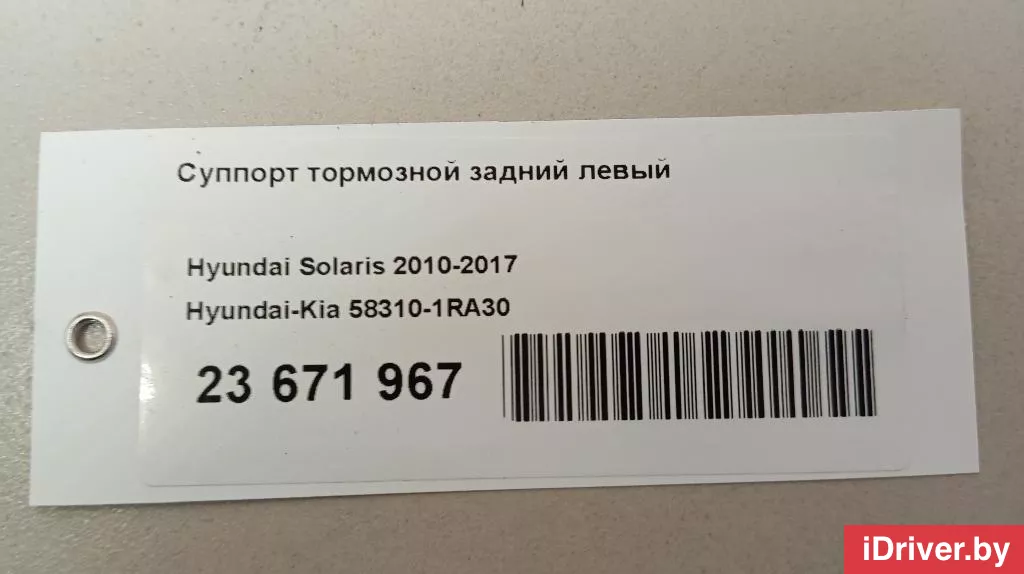 Суппорт тормозной задний левый
Hyundai Solaris 2010-2017
Hyundai-Kia 58310-1RA30
23 671 967
iDriver.by